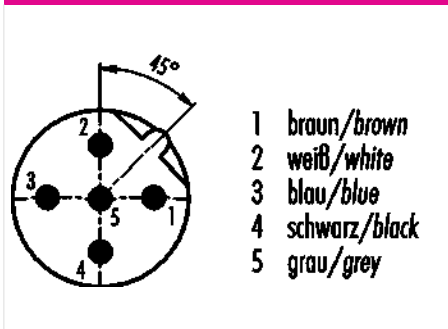 45°
2
3
5
1
4
1 braun/brown
2 weiß/white
3 blau/blue
4 schwarz/black
5 grau/grey